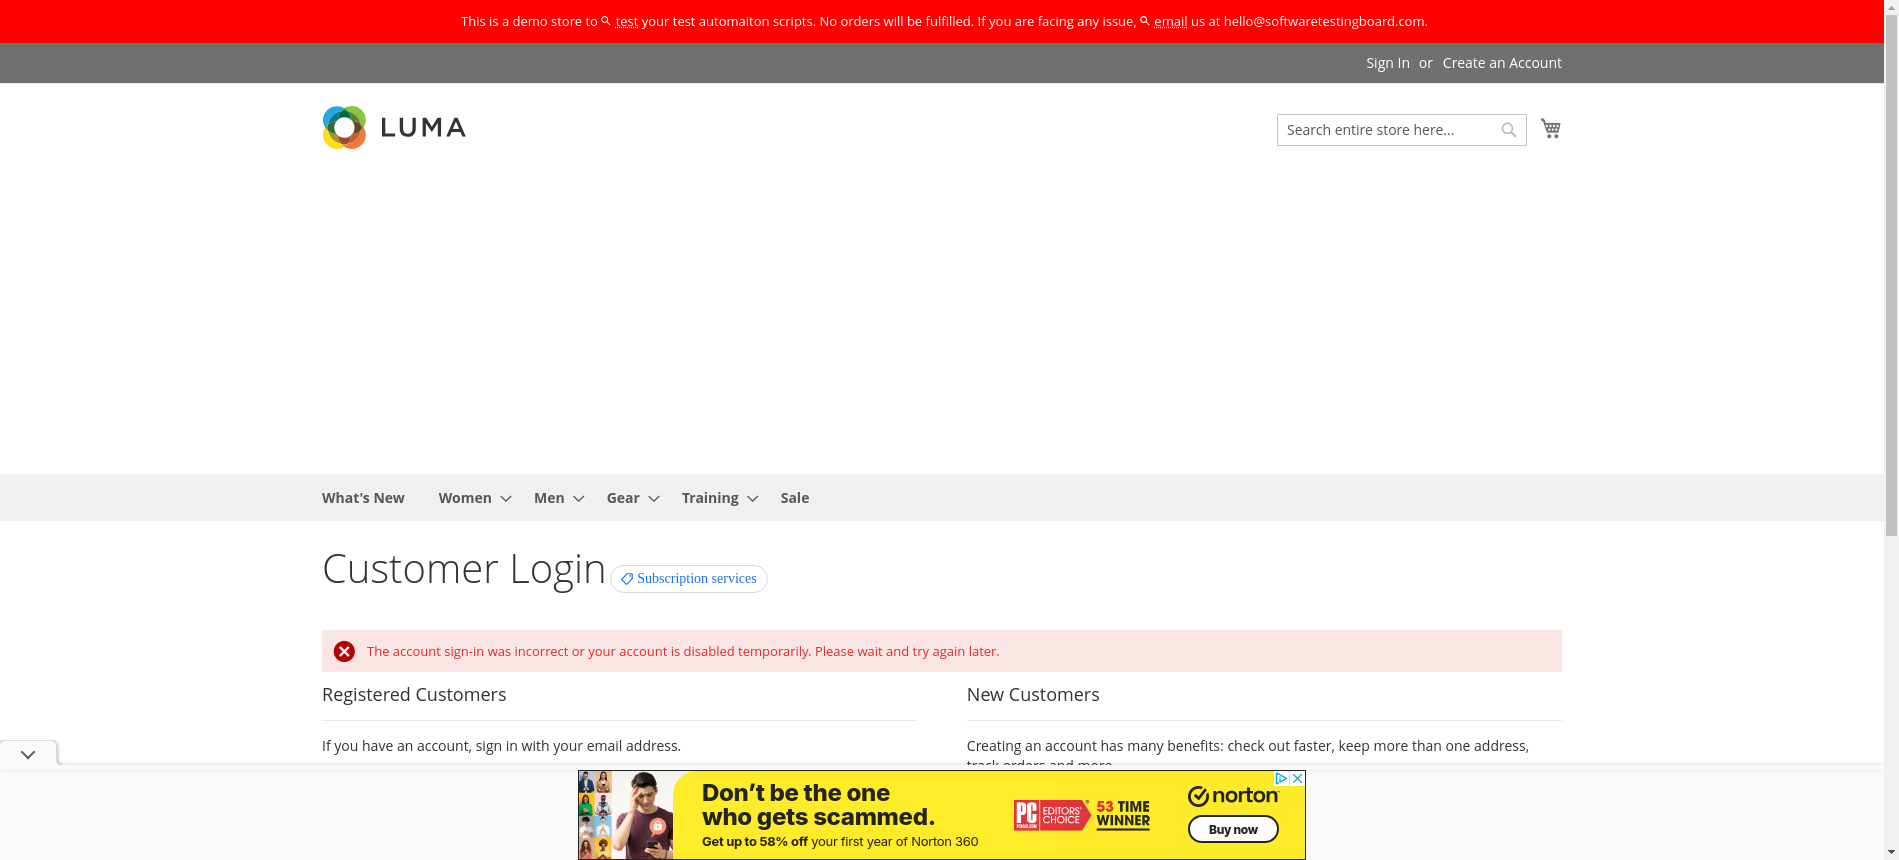 This is a demo store to test your test automaiton scripts. No orders will be fulfilled. If you are facing any issue, email us at hello@softwaretestingboard.com.
Sign In or Create an Account
LUMA
Search entire store here...
What's New Women Men Gear Training Sale
Customer Login
Subscription services
The account sign-in was incorrect or your account is disabled temporarily. Please wait and try again later.
Registered Customers
If you have an account, sign in with your email address.
New Customers
Creating an account has many benefits: check out faster, keep more than one address,
track orders and more.
Don't be the one
who gets scammed.
Get up to 58% off your first year of Norton 360
PC
EDITORS'
CHOICE
53 TIME
WINNER
norton
Buy now